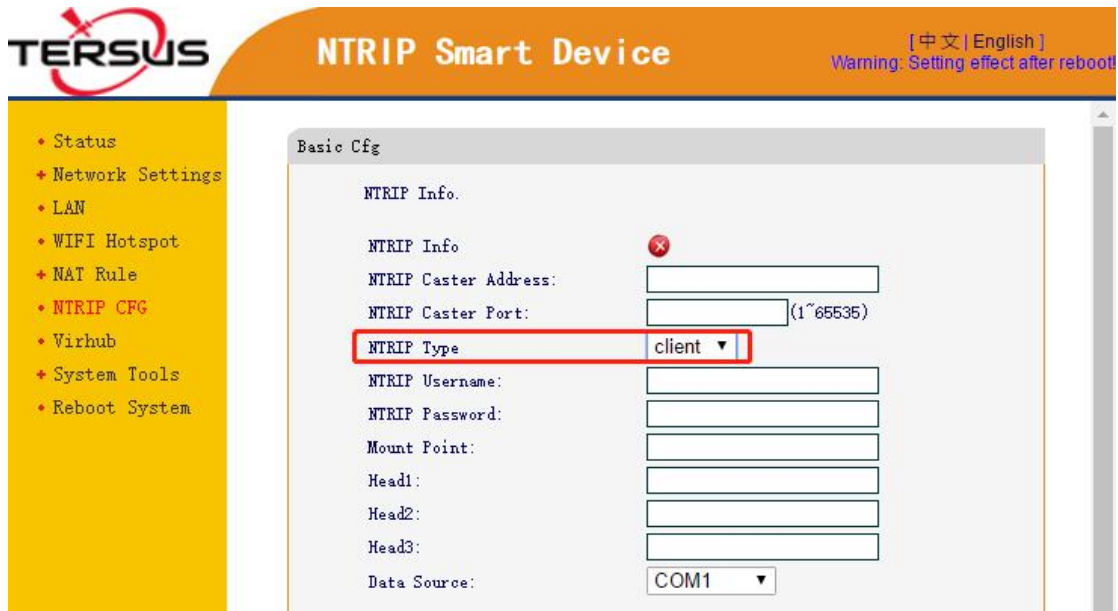 TERSUS
NTRIP Smart Device
[ 中文 | English ]
Warning: Setting effect after reboot!
Status
Network Settings
LAN
WIFI Hotspot
NAT Rule
NTRIP CFG
Virhub
System Tools
Reboot System
Basic Cfg
NTRIP Info.
NTRIP Info
NTRIP Caster Address:
NTRIP Caster Port: (1~65535)
NTRIP Type client
NTRIP Username:
NTRIP Password:
Mount Point:
Head1:
Head2:
Head3:
Data Source: COM1